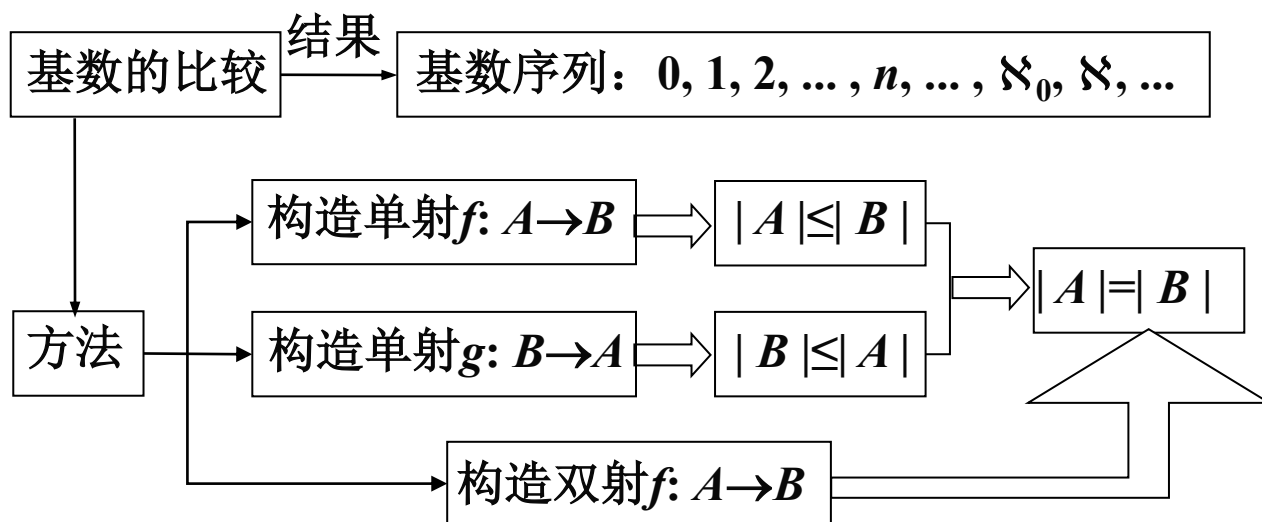 结果
基数的比较
基数序列：0, 1, 2, ... , n, ... , ℵ₀, ℵ, ...
构造单射f: A→B
| A |≤| B |
| A |=| B |
方法
构造单射g: B→A
| B |≤| A |
构造双射f: A→B